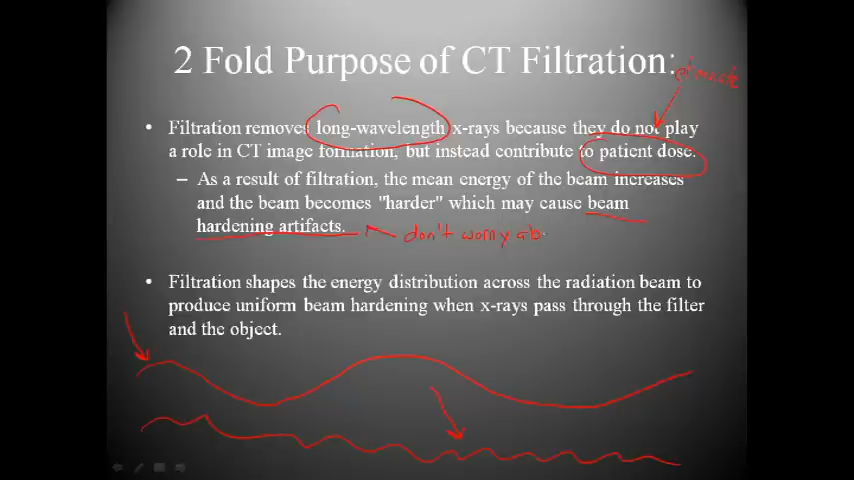 2 Fold Purpose of CT Filtration:
• Filtration removes long-wavelength x-rays because they do not play
a role in CT image formation, but instead contribute to patient dose.
– As a result of filtration, the mean energy of the beam increases
and the beam becomes "harder" which may cause beam
hardening artifacts.
don't worry ab
• Filtration shapes the energy distribution across the radiation beam to
produce uniform beam hardening when x-rays pass through the filter
and the object.